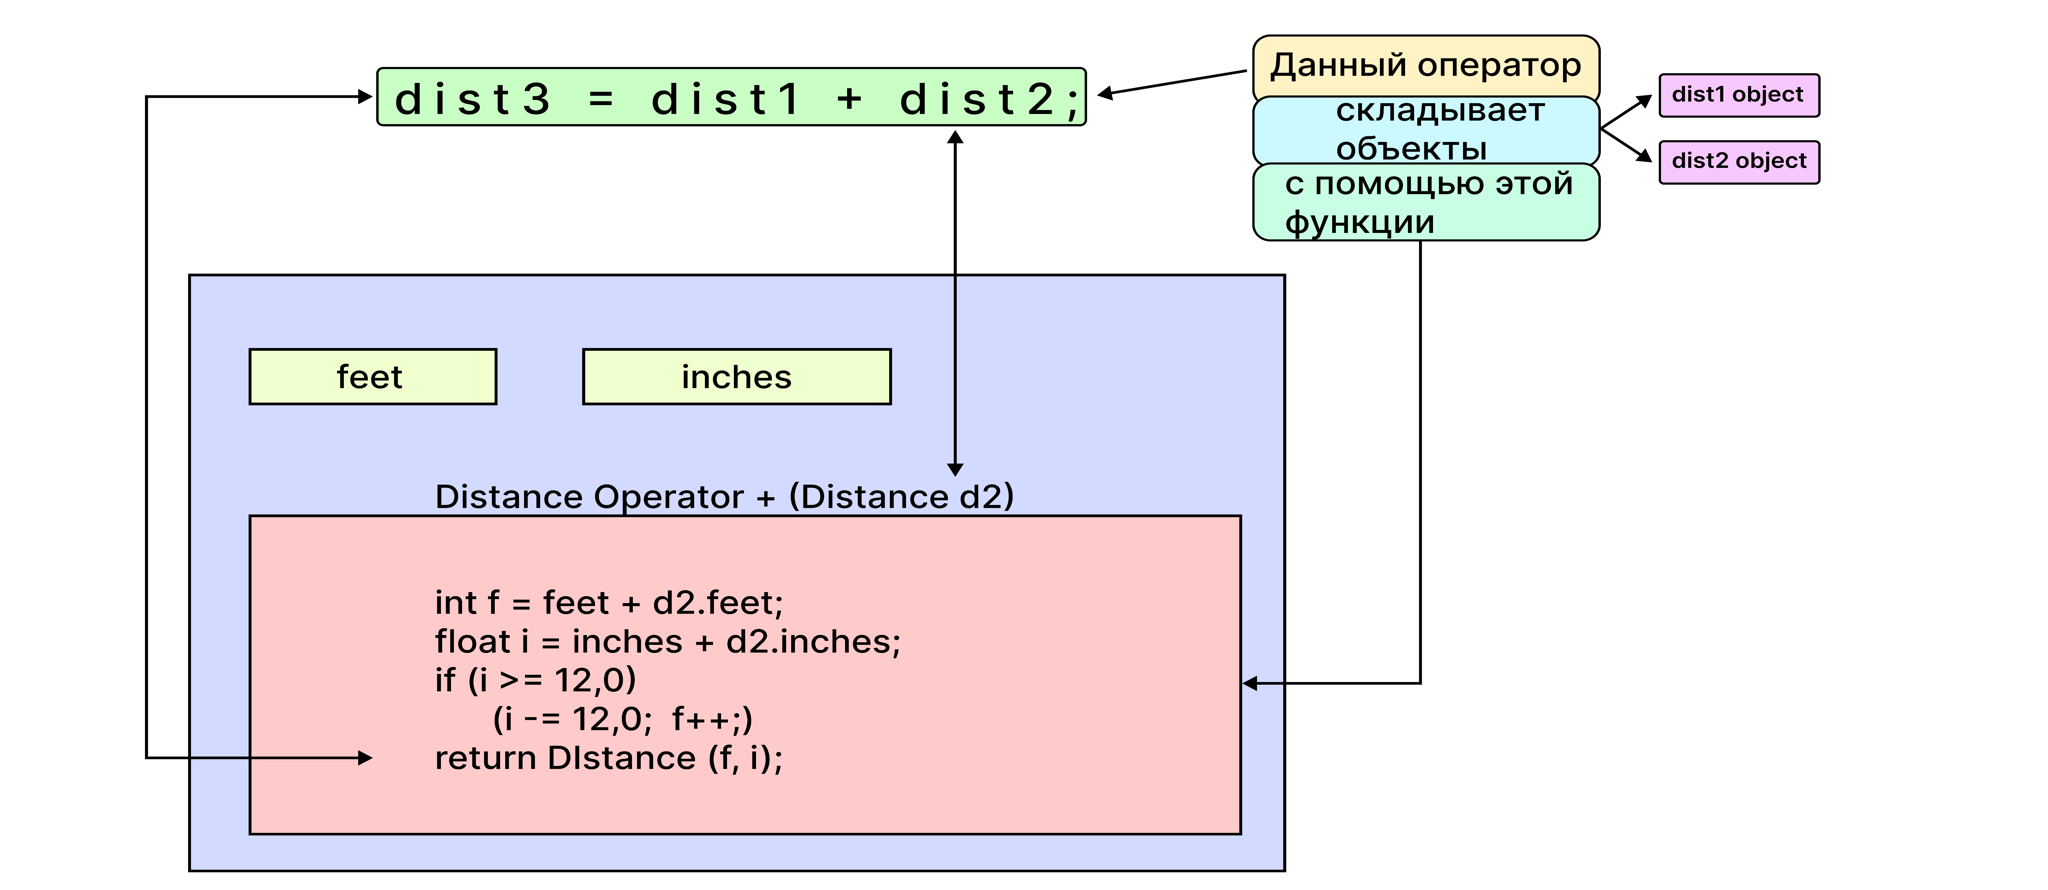 dist3 = dist1 + dist2;
Данный оператор
складывает
объекты
с помощью этой
функции
dist1 object
dist2 object
feet
inches
Distance Operator + (Distance d2)
int f = feet + d2.feet;
float i = inches + d2.inches;
if (i >= 12,0)
(i -= 12,0;  f++;)
return DIstance (f, i);